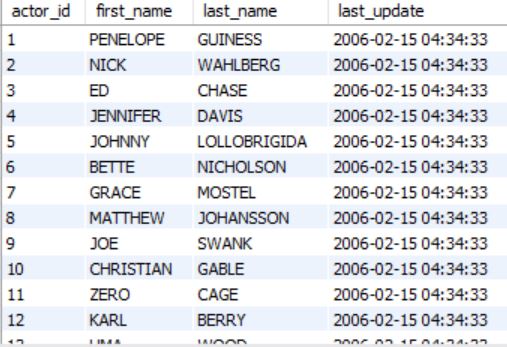 actor_id first_name last_name last_update
1 PENELOPE GUINESS 2006-02-15 04:34:33
2 NICK WAHLBERG 2006-02-15 04:34:33
3 ED CHASE 2006-02-15 04:34:33
4 JENNIFER DAVIS 2006-02-15 04:34:33
5 JOHNNY LOLLOBRIGIDA 2006-02-15 04:34:33
6 BETTE NICHOLSON 2006-02-15 04:34:33
7 GRACE MOSTEL 2006-02-15 04:34:33
8 MATTHEW JOHANSSON 2006-02-15 04:34:33
9 JOE SWANK 2006-02-15 04:34:33
10 CHRISTIAN GABLE 2006-02-15 04:34:33
11 ZERO CAGE 2006-02-15 04:34:33
12 KARL BERRY 2006-02-15 04:34:33